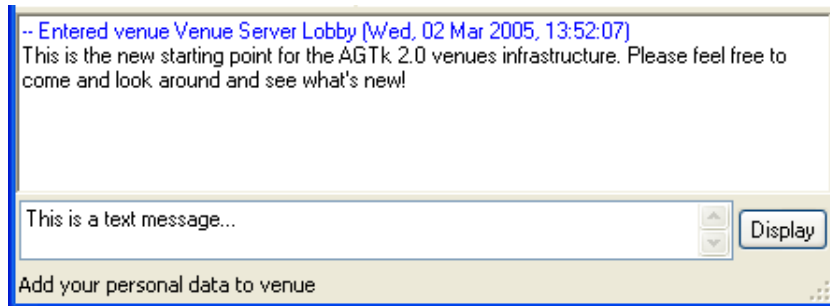 -- Entered venue Venue Server Lobby (Wed, 02 Mar 2005, 13:52:07)
This is the new starting point for the AGTk 2.0 venues infrastructure. Please feel free to
come and look around and see what's new!
This is a text message...
Display
Add your personal data to venue